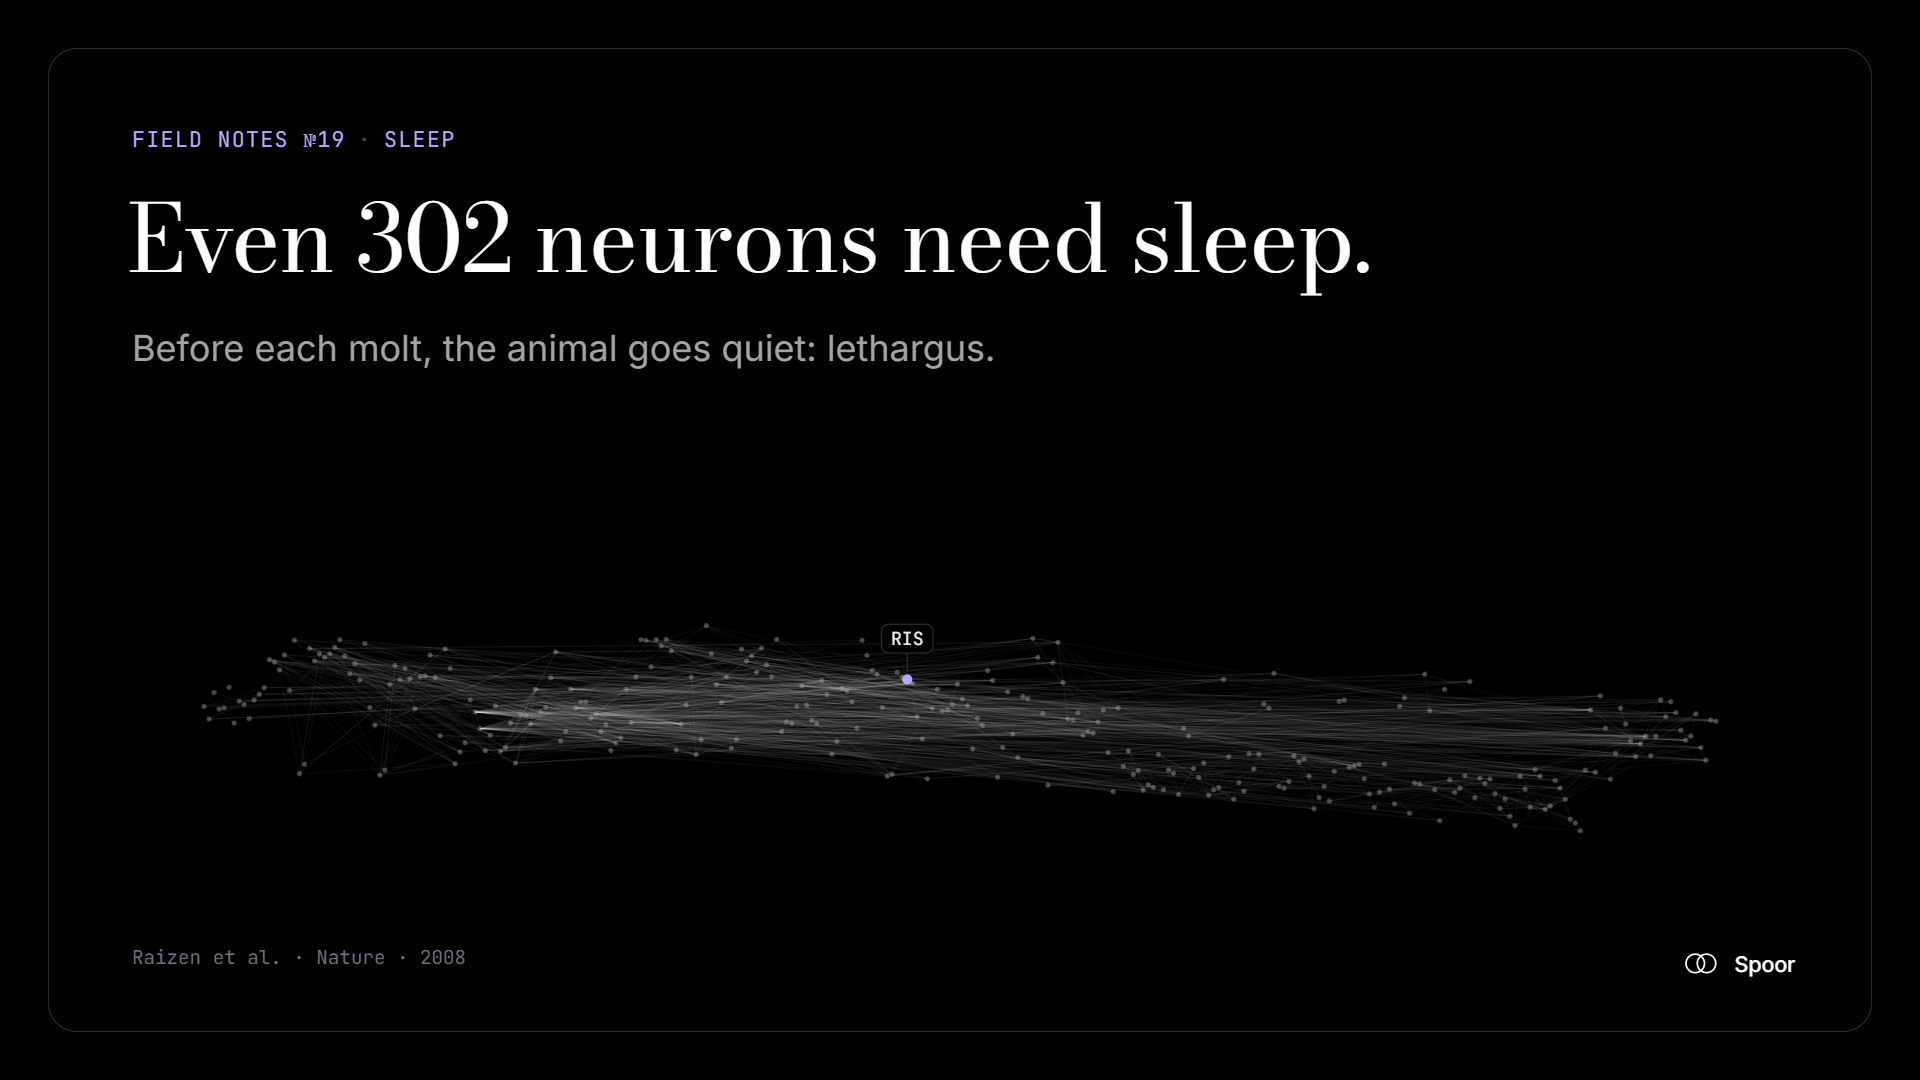 FIELD NOTES №19 · SLEEP
Even 302 neurons need sleep.
Before each molt, the animal goes quiet: lethargus.
RIS
Raizen et al. · Nature · 2008
Spoor